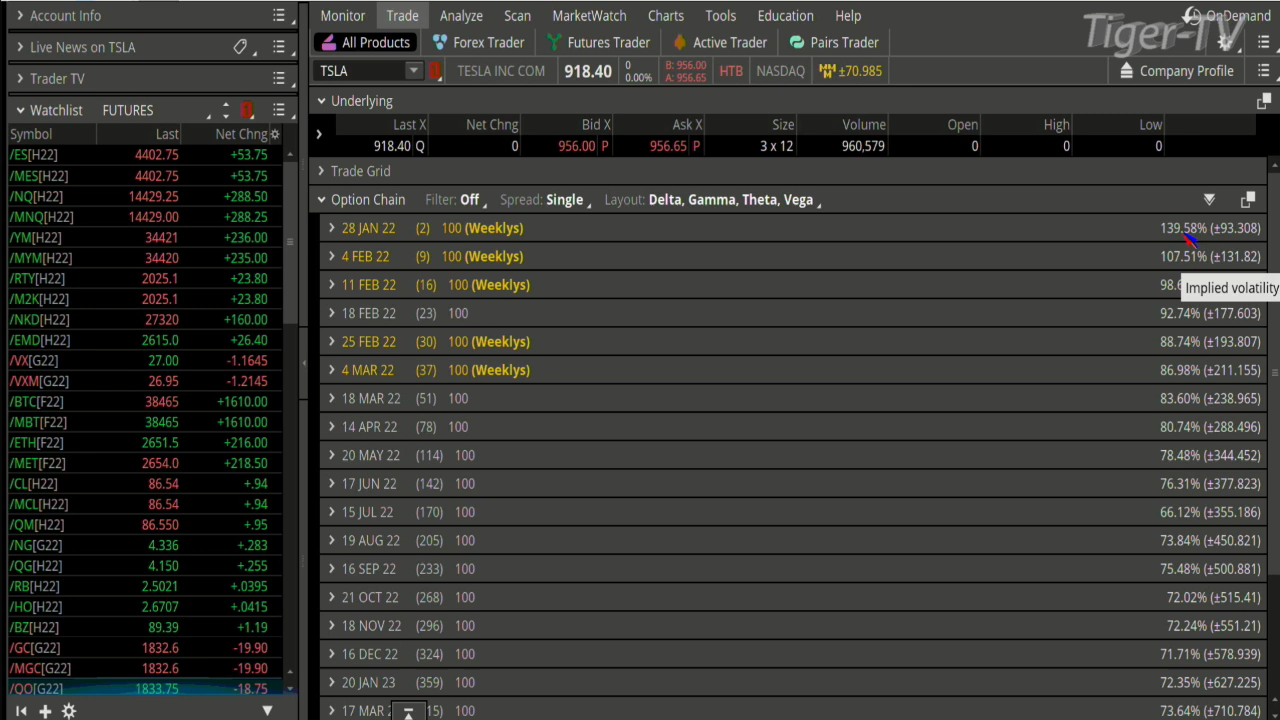 Account Info
Live News on TSLA
Trader TV
Watchlist FUTURES
Symbol Last Net Chng
/ES[H22] 4402.75 +53.75
/MES[H22] 4402.75 +53.75
/NQ[H22] 14429.25 +288.50
/MNQ[H22] 14429.00 +288.25
/YM[H22] 34421 +236.00
/MYM[H22] 34420 +235.00
/RTY[H22] 2025.1 +23.80
/M2K[H22] 2025.1 +23.80
/NKD[H22] 27320 +160.00
/EMD[H22] 2615.0 +26.40
/VX[G22] 27.00 -1.1645
/VXM[G22] 26.95 -1.2145
/BTC[F22] 38465 +1610.00
/MBT[F22] 38465 +1610.00
/ETH[F22] 2651.5 +216.00
/MET[F22] 2654.0 +218.50
/CL[H22] 86.54 +.94
/MCL[H22] 86.54 +.94
/QM[H22] 86.550 +.95
/NG[G22] 4.336 +.283
/QG[H22] 4.150 +.255
/RB[H22] 2.5021 +.0395
/HO[H22] 2.6707 +.0415
/BZ[H22] 89.39 +1.19
/GC[G22] 1832.6 -19.90
/MGC[G22] 1832.6 -19.90
/QO[G22] 1833.75 -18.75
Monitor Trade Analyze Scan MarketWatch Charts Tools Education Help
Tiger-TV
OnDemand
All Products Forex Trader Futures Trader Active Trader Pairs Trader
TSLA TESLA INC COM 918.40 0 0.00% B: 956.00 A: 956.65 HTB NASDAQ ±70.985 Company Profile
Underlying
Last X Net Chng Bid X Ask X Size Volume Open High Low
918.40 Q 0 956.00 P 956.65 P 3 x 12 960,579 0 0 0
Trade Grid
Option Chain Filter: Off Spread: Single Layout: Delta, Gamma, Theta, Vega
28 JAN 22 (2) 100 (Weeklys) 139.58% (±93.308)
4 FEB 22 (9) 100 (Weeklys) 107.51% (±131.82)
11 FEB 22 (16) 100 (Weeklys) 98.
Implied volatility
18 FEB 22 (23) 100 92.74% (±177.603)
25 FEB 22 (30) 100 (Weeklys) 88.74% (±193.807)
4 MAR 22 (37) 100 (Weeklys) 86.98% (±211.155)
18 MAR 22 (51) 100 83.60% (±238.965)
14 APR 22 (78) 100 80.74% (±288.496)
20 MAY 22 (114) 100 78.48% (±344.452)
17 JUN 22 (142) 100 76.31% (±377.823)
15 JUL 22 (170) 100 66.12% (±355.186)
19 AUG 22 (205) 100 73.84% (±450.821)
16 SEP 22 (233) 100 75.48% (±500.881)
21 OCT 22 (268) 100 72.02% (±515.41)
18 NOV 22 (296) 100 72.24% (±551.21)
16 DEC 22 (324) 100 71.71% (±578.939)
20 JAN 23 (359) 100 72.35% (±627.225)
17 MAR 15) 100 73.64% (±710.784)